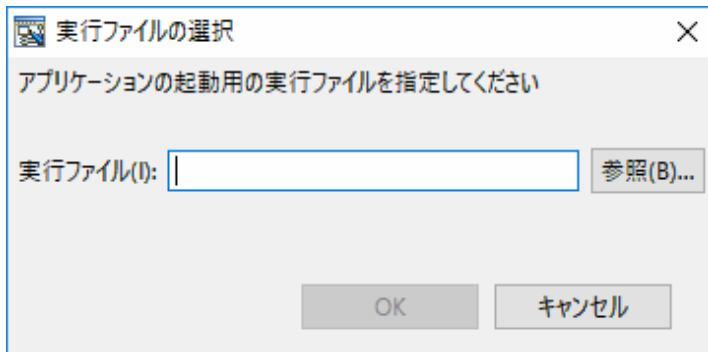 実行ファイルの選択
アプリケーションの起動用の実行ファイルを指定してください
実行ファイル(I): 参照(B)...
OK キャンセル